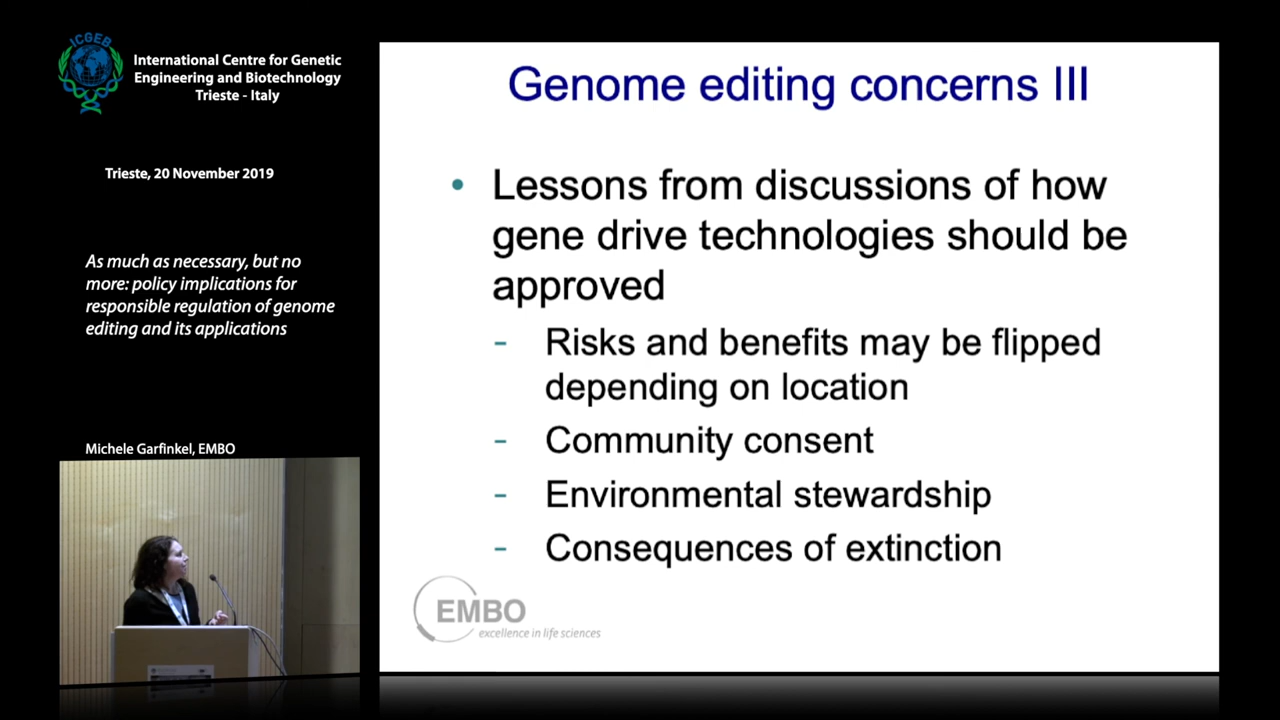 ICGEB
International Centre for Genetic
Engineering and Biotechnology
Trieste - Italy
Trieste, 20 November 2019
As much as necessary, but no
more: policy implications for
responsible regulation of genome
editing and its applications
Michele Garfinkel, EMBO
Genome editing concerns III
• Lessons from discussions of how
gene drive technologies should be
approved
- Risks and benefits may be flipped
depending on location
- Community consent
- Environmental stewardship
- Consequences of extinction
EMBO
excellence in life sciences